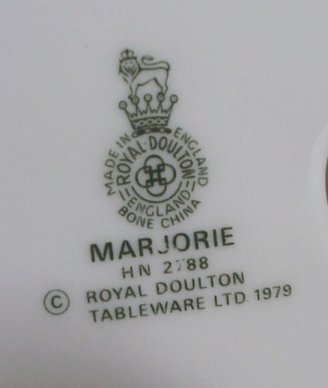 MADE IN ENGLAND
ROYAL·DOULTON
ENGLAND
BONE CHINA
MARJORIE
HN 2788
© ROYAL DOULTON
TABLEWARE LTD. 1979